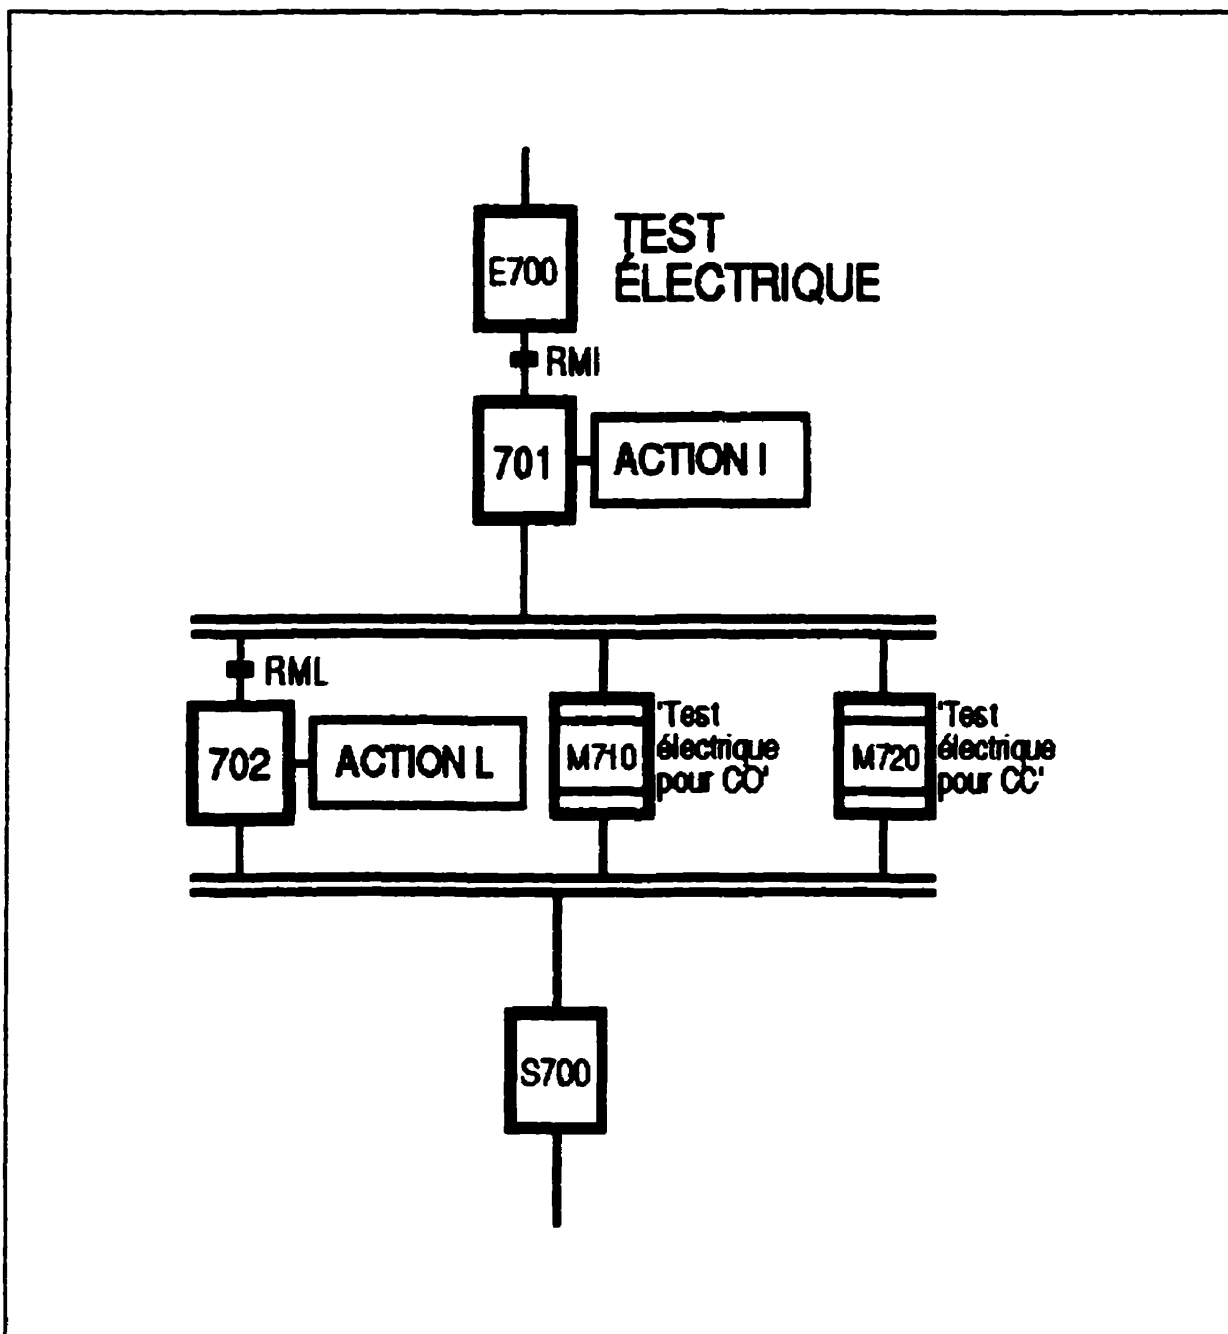 E700
TEST
ÉLECTRIQUE
RMI
701
ACTION I
RML
702
ACTION L
M710
'Test
électrique
pour CO'
M720
'Test
électrique
pour CC'
S700